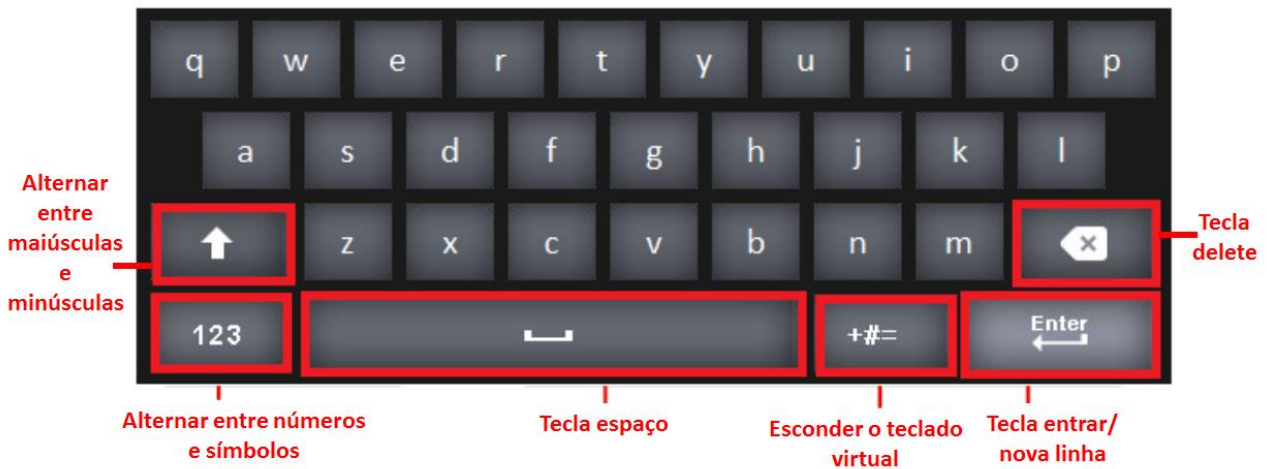 q w e r t y u i o p
a s d f g h j k l
Alternar
entre
maiúsculas
e
minúsculas
z x c v b n m
Tecla
delete
123
+#=
Enter
Alternar entre números
e símbolos
Tecla espaço
Esconder o teclado
virtual
Tecla entrar/
nova linha